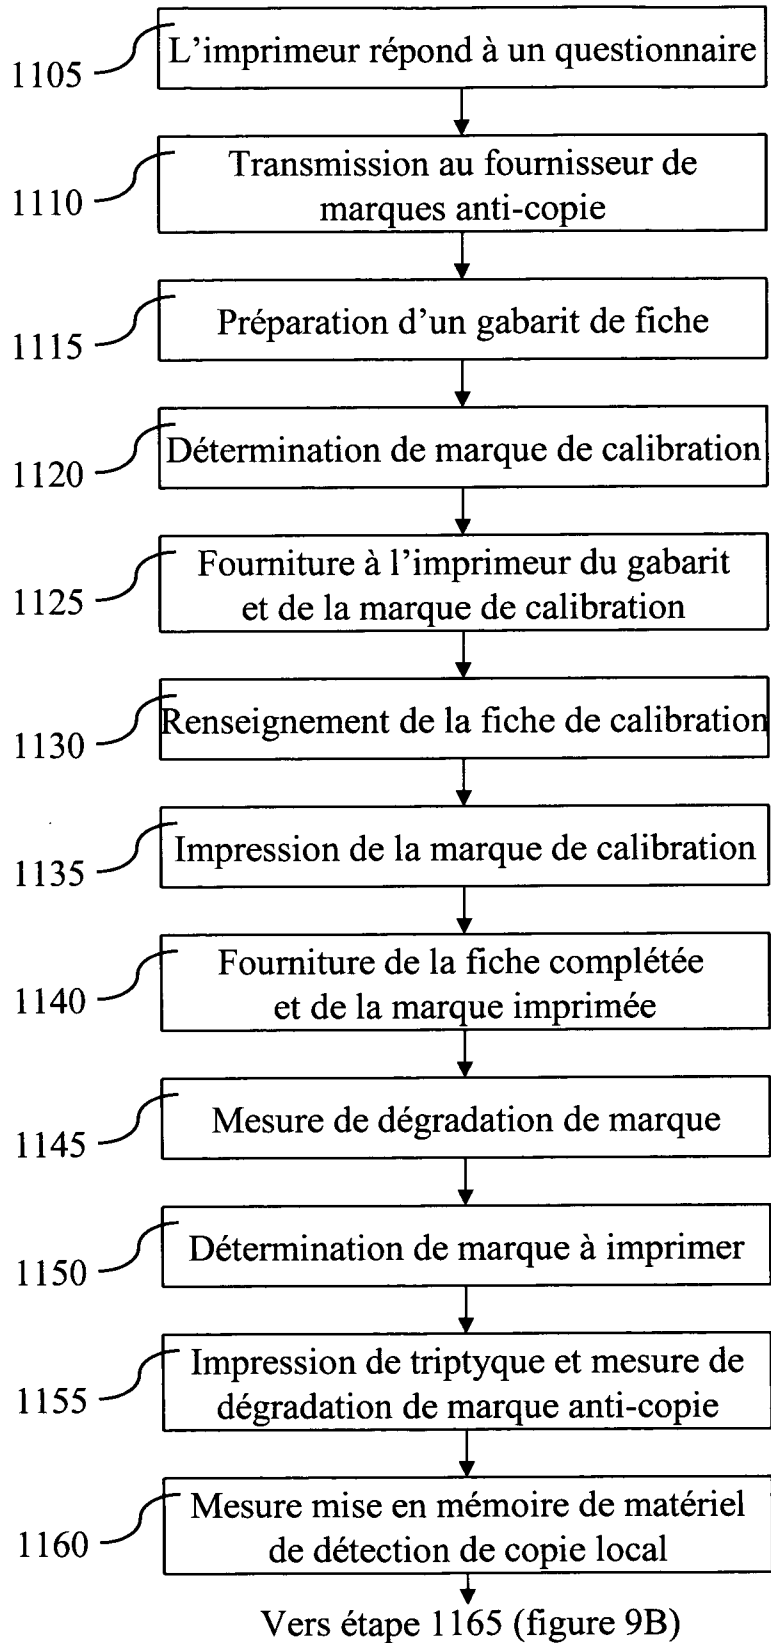 L'imprimeur répond à un questionnaire
1105
Transmission au fournisseur de
marques anti-copie
1110
Préparation d'un gabarit de fiche
1115
Détermination de marque de calibration
1120
Fourniture à l'imprimeur du gabarit
et de la marque de calibration
1125
Renseignement de la fiche de calibration
1130
Impression de la marque de calibration
1135
Fourniture de la fiche complétée
et de la marque imprimée
1140
Mesure de dégradation de marque
1145
Détermination de marque à imprimer
1150
Impression de triptyque et mesure de
dégradation de marque anti-copie
1155
Mesure mise en mémoire de matériel
de détection de copie local
1160
Vers étape 1165 (figure 9B)